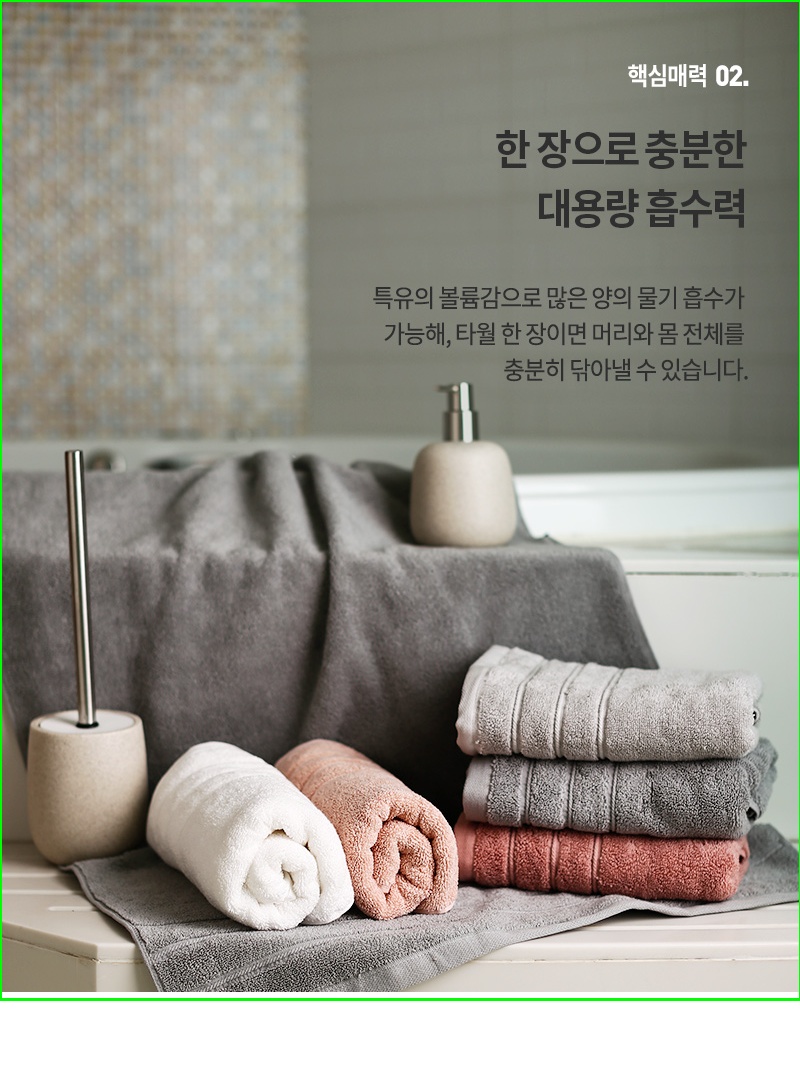 핵심매력 02.
한 장으로 충분한
대용량 흡수력
특유의 볼륨감으로 많은 양의 물기 흡수가
가능해, 타월 한 장이면 머리와 몸 전체를
충분히 닦아낼 수 있습니다.